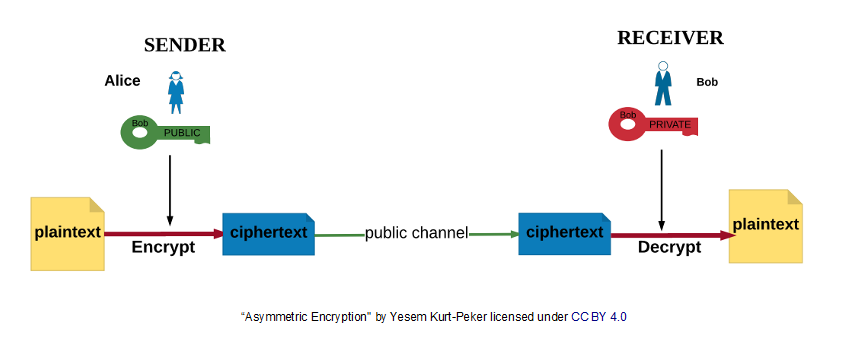 SENDER
RECEIVER
Alice
Bob
Bob
PUBLIC
Bob
PRIVATE
plaintext
Encrypt
ciphertext
public channel
ciphertext
Decrypt
plaintext
“Asymmetric Encryption" by Yesem Kurt-Peker licensed under CC BY 4.0